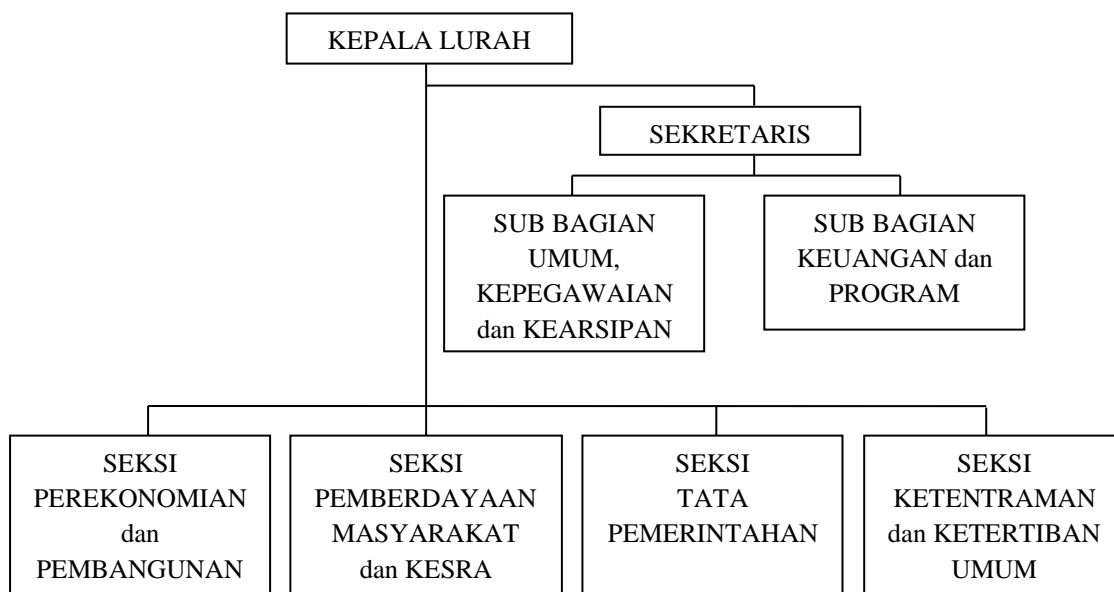 KEPALA LURAH
SEKRETARIS
SUB BAGIAN
UMUM,
KEPEGAWAIAN
dan KEARSIPAN
SUB BAGIAN
KEUANGAN dan
PROGRAM
SEKSI
PEREKONOMIAN
dan
PEMBANGUNAN
SEKSI
PEMBERDAYAAN
MASYARAKAT
dan KESRA
SEKSI
TATA
PEMERINTAHAN
SEKSI
KETENTRAMAN
dan KETERTIBAN
UMUM